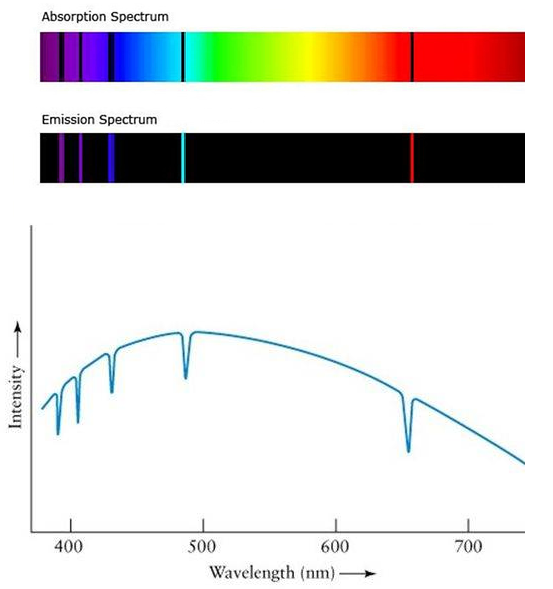 Absorption Spectrum
Emission Spectrum
Intensity
400 500 600 700
Wavelength (nm)